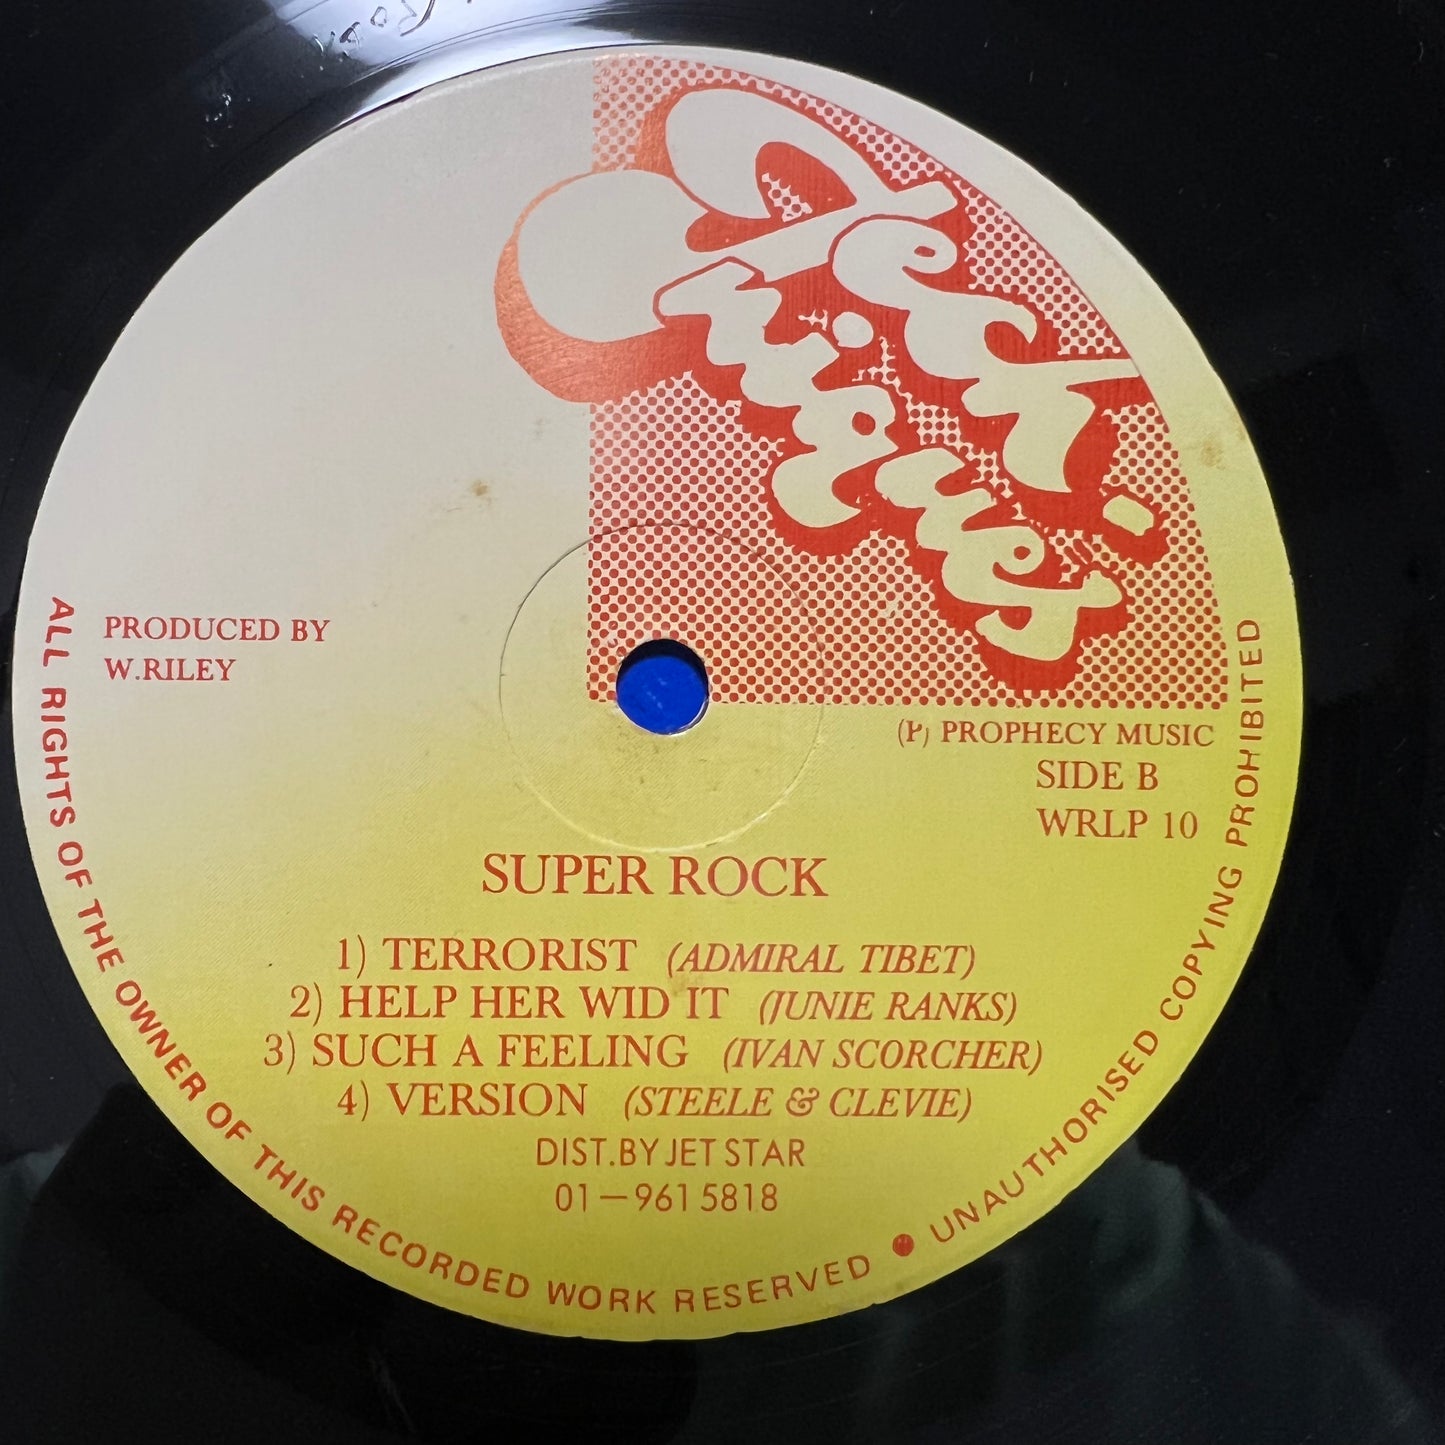 PRODUCED BY
W.RILEY
(P) PROPHECY MUSIC
SIDE B
WRLP 10
SUPER ROCK
1) TERRORIST (ADMIRAL TIBET)
2) HELP HER WID IT (JUNIE RANKS)
3) SUCH A FEELING (IVAN SCORCHER)
4) VERSION (STEELE & CLEVIE)
DIST.BY JET STAR
01—961 5818
ALL RIGHTS OF THE OWNER OF THIS RECORDED WORK RESERVED ● UNAUTHORISED COPYING PROHIBITED